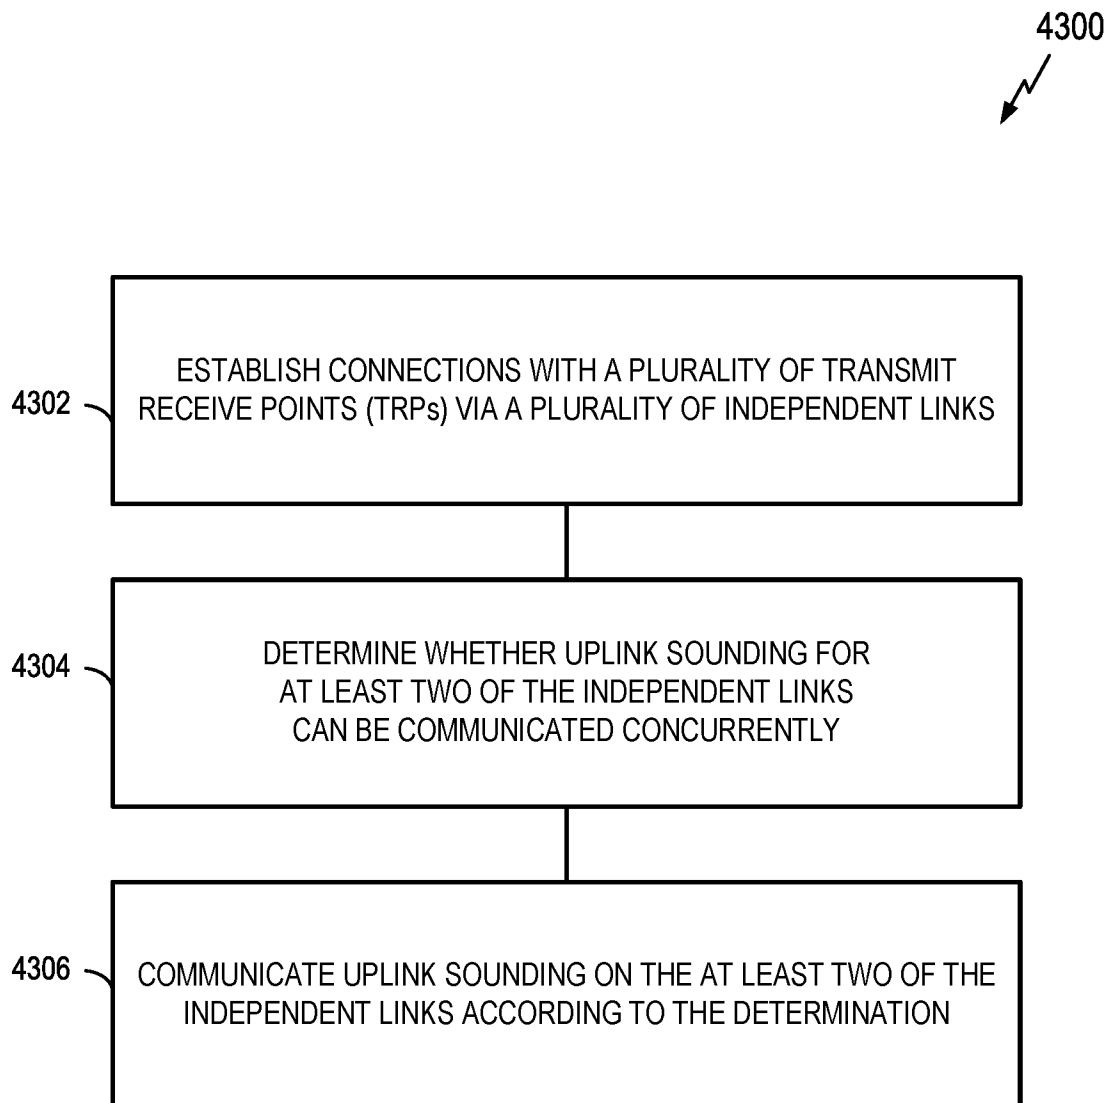 4300
4302
ESTABLISH CONNECTIONS WITH A PLURALITY OF TRANSMIT
RECEIVE POINTS (TRPs) VIA A PLURALITY OF INDEPENDENT LINKS
4304
DETERMINE WHETHER UPLINK SOUNDING FOR
AT LEAST TWO OF THE INDEPENDENT LINKS
CAN BE COMMUNICATED CONCURRENTLY
4306
COMMUNICATE UPLINK SOUNDING ON THE AT LEAST TWO OF THE
INDEPENDENT LINKS ACCORDING TO THE DETERMINATION